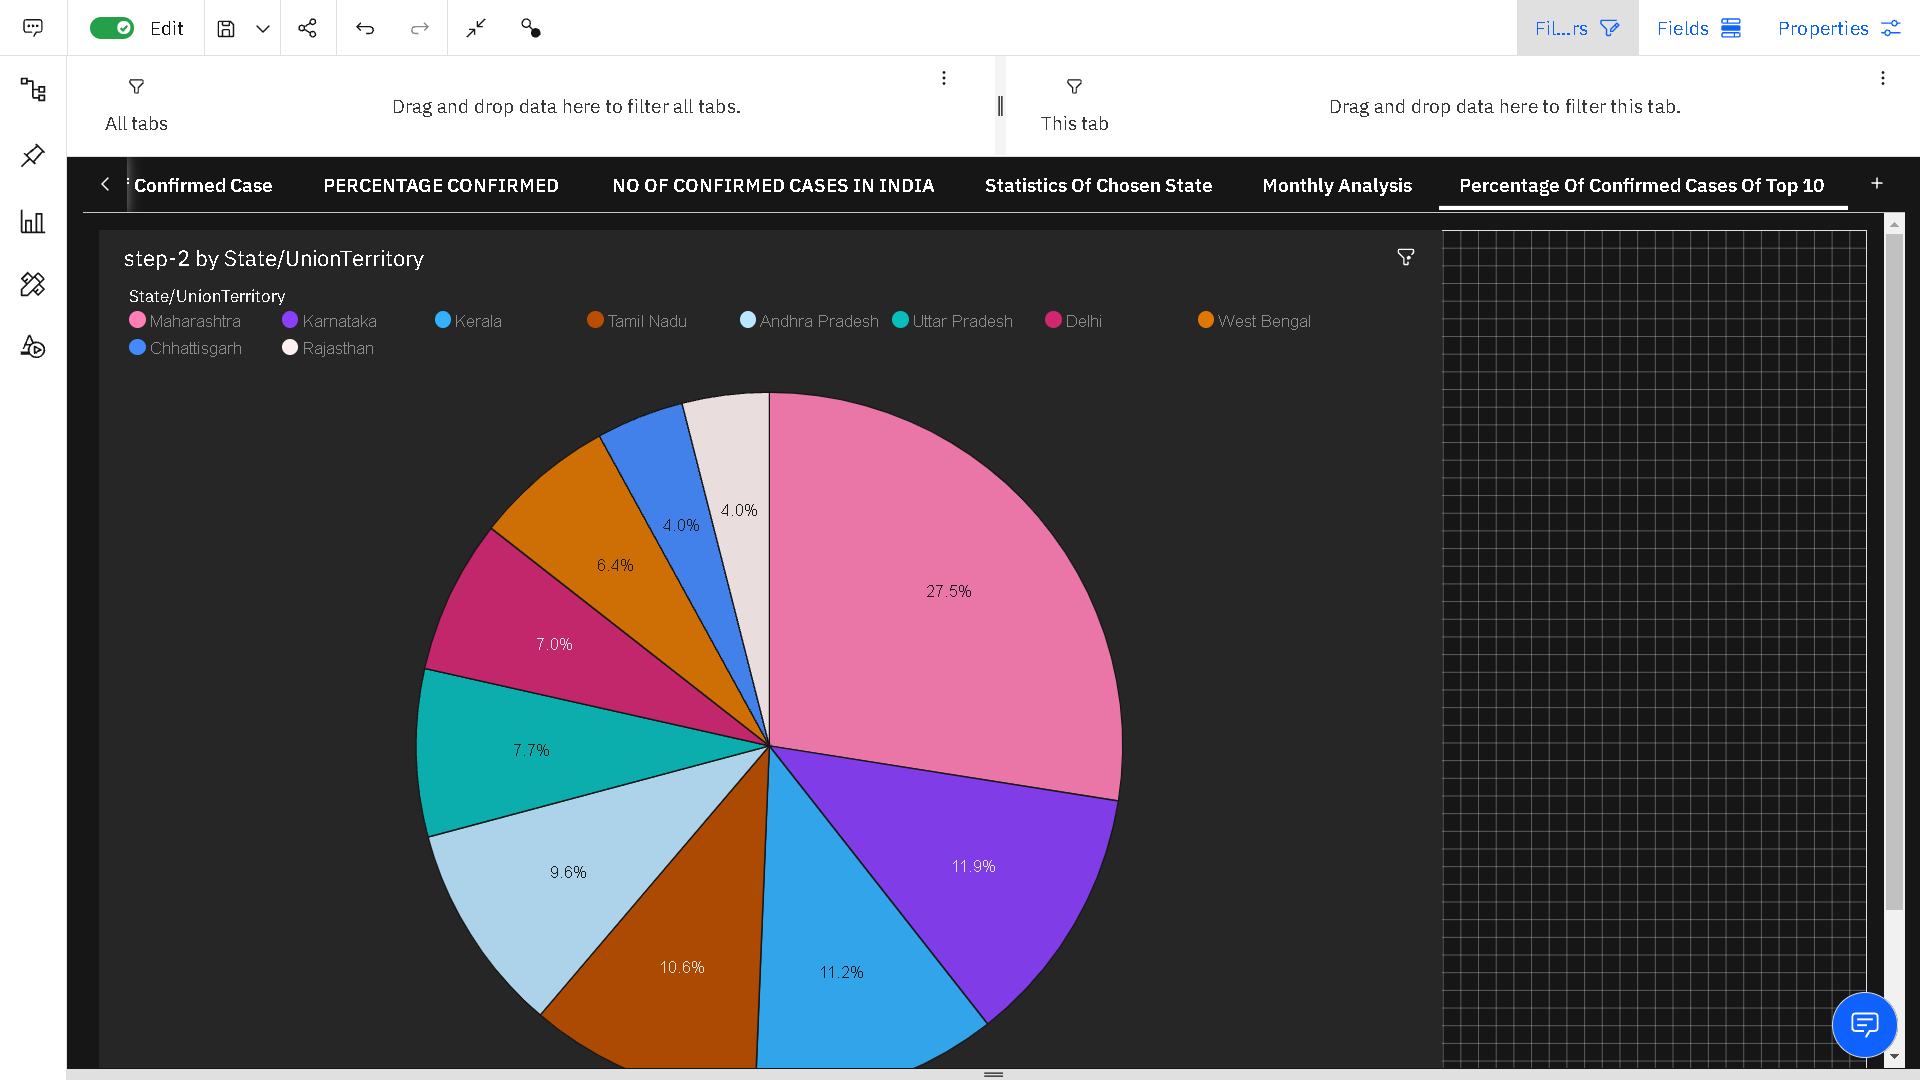 Edit
Fil...rs
Fields
Properties
All tabs
Drag and drop data here to filter all tabs.
This tab
Drag and drop data here to filter this tab.
Confirmed Case
PERCENTAGE CONFIRMED
NO OF CONFIRMED CASES IN INDIA
Statistics Of Chosen State
Monthly Analysis
Percentage Of Confirmed Cases Of Top 10
step-2 by State/UnionTerritory
State/UnionTerritory
Maharashtra Karnataka Kerala Tamil Nadu Andhra Pradesh Uttar Pradesh Delhi West Bengal
Chhattisgarh Rajasthan
4.0%
4.0%
6.4%
27.5%
7.0%
7.7%
11.9%
9.6%
10.6%
11.2%